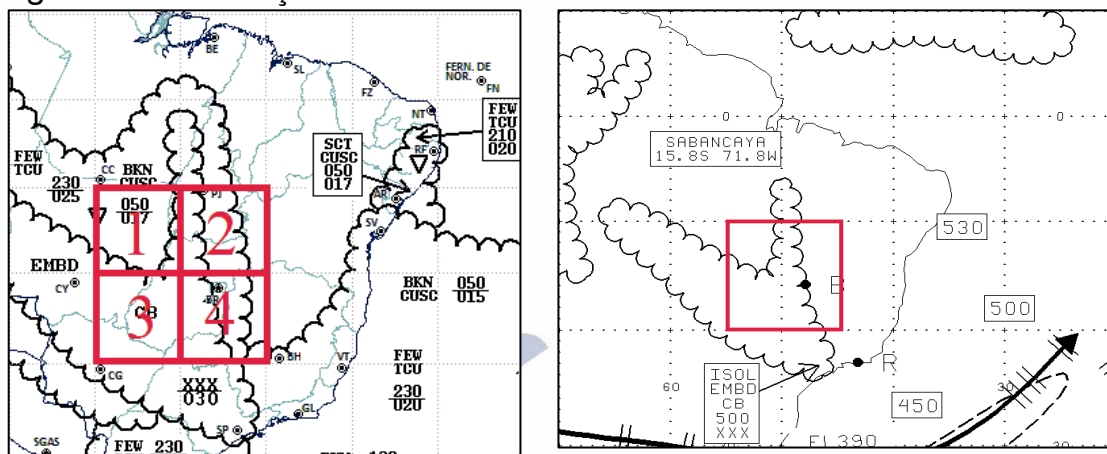 BE
SL
FERN. DE
NOR.
FN
FZ
NT
FEW
TCU
210
020
SCT
CUSC
050
017
RF
FEW
TCU
230
025
CC
BKN
CUSC
050
017
PJ
AR
SV
1
2
EMBD
CY
BR
BKN
CUSC
050
015
3
CB
4
BH
VT
FEW
TCU
230
020
CG
XXX
030
GL
SP
SGAS
FEW 230
0
0
SABANCAYA
15.8S 71.8W
530
B
500
R
ISOL
EMBD
CB
500
XXX
60
30
450
FL390